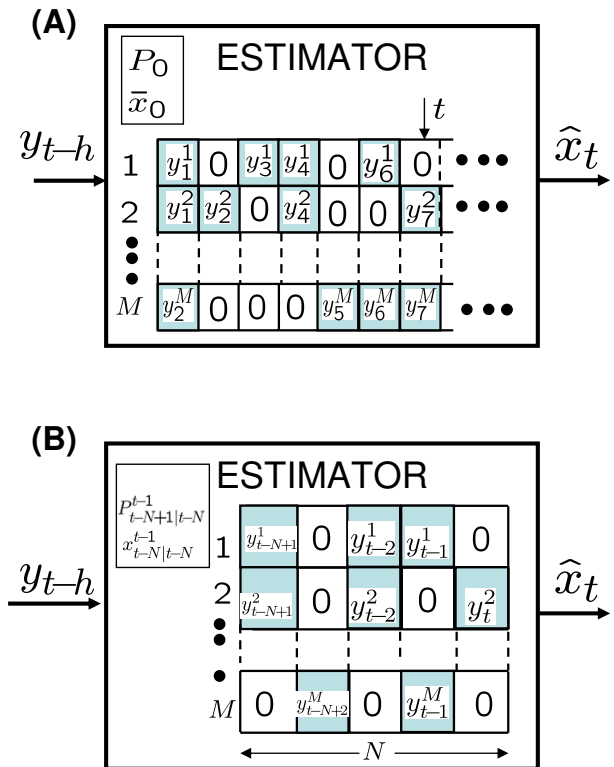 (A)
ESTIMATOR
P_0
x̄_0
t
y_{t-h}
x̂_t
1 y_1^1 0 y_3^1 y_4^1 0 y_6^1 0
2 y_1^2 y_2^2 0 y_4^2 0 0 y_7^2
M y_2^M 0 0 0 y_5^M y_6^M y_7^M
(B)
ESTIMATOR
P_{t-N+1|t-N}^{t-1}
x_{t-N|t-N}^{t-1}
y_{t-h}
x̂_t
1 y_{t-N+1}^1 0 y_{t-2}^1 y_{t-1}^1 0
2 y_{t-N+1}^2 0 y_{t-2}^2 0 y_t^2
M 0 y_{t-N+2}^M 0 y_{t-1}^M 0
N